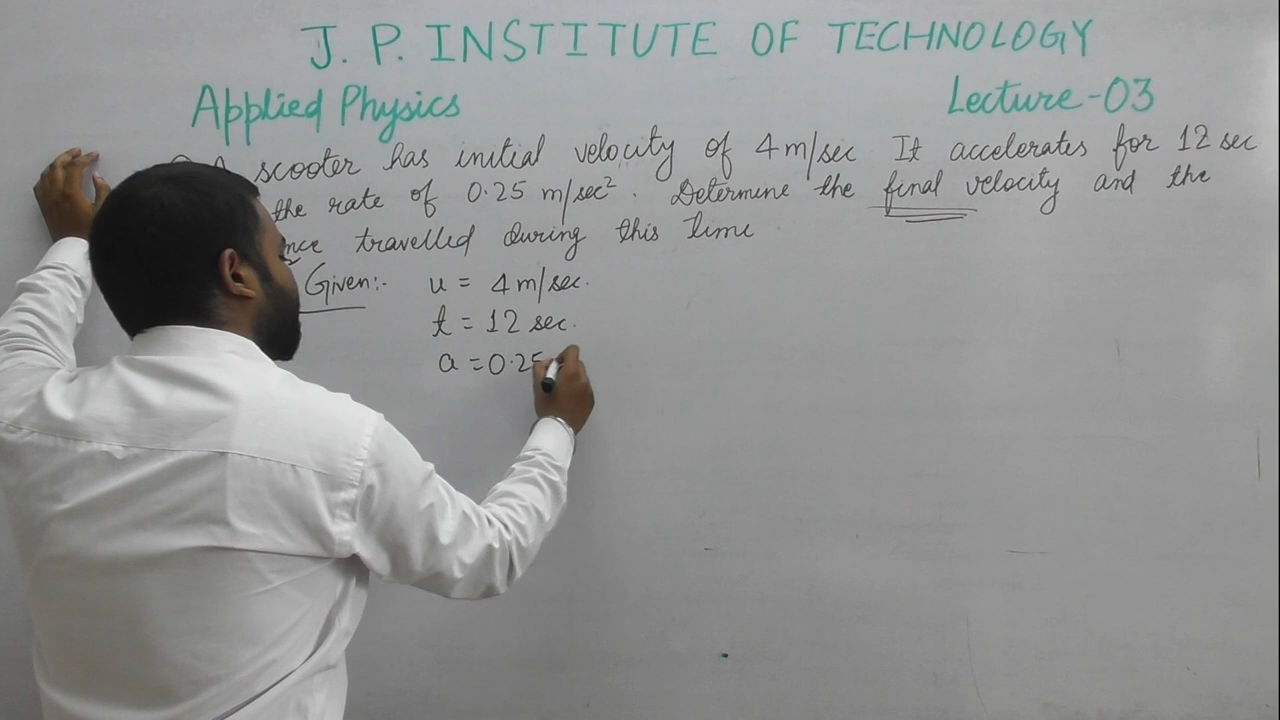 J. P. INSTITUTE OF TECHNOLOGY
Applied Physics
Lecture-03
scooter has initial velocity of 4 m/sec It accelerates for 12 sec
the rate of 0.25 m/sec². Determine the final velocity and the
nce travelled during this time
Given:- u = 4 m/sec.
t = 12 sec.
a = 0.25